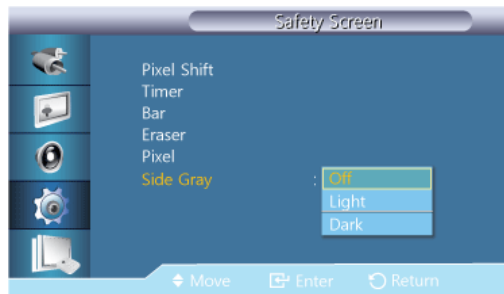 Safety Screen
Pixel Shift
Timer
Bar
Eraser
Pixel
Side Gray : Off
Light
Dark
Move Enter Return